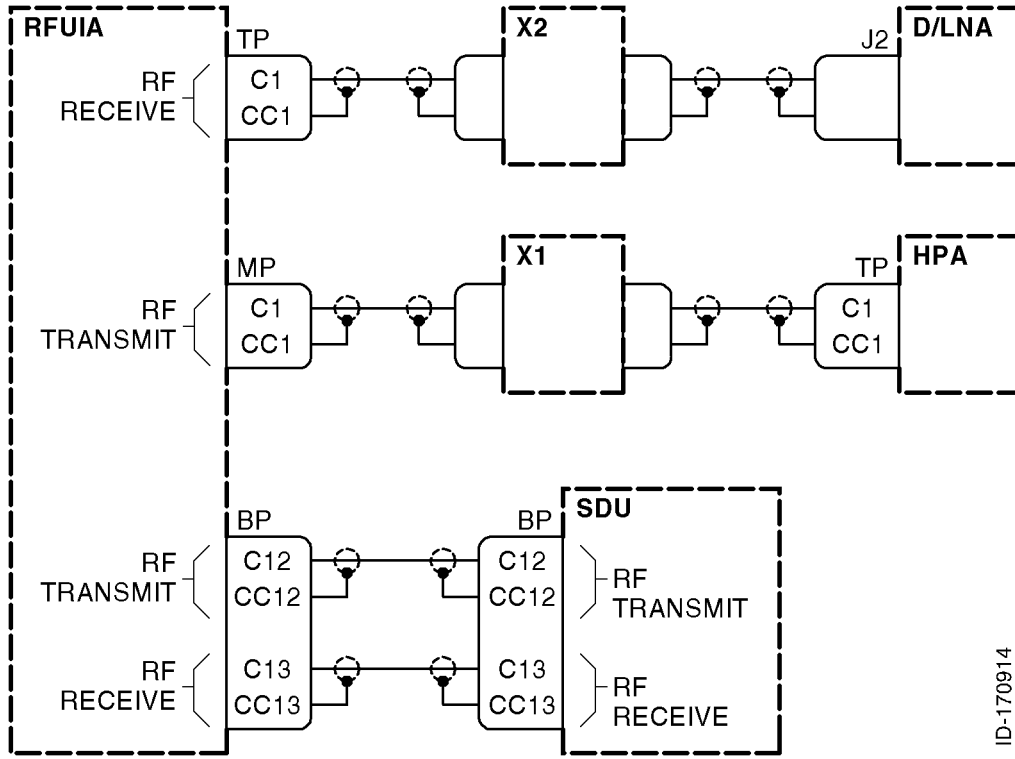 RFUIA
TP
X2
J2
D/LNA
RF
RECEIVE
C1
CC1
MP
X1
TP
HPA
RF
TRANSMIT
C1
CC1
C1
CC1
BP
BP
SDU
RF
TRANSMIT
C12
CC12
C12
CC12
RF
TRANSMIT
RF
RECEIVE
C13
CC13
C13
CC13
RF
RECEIVE
ID-170914